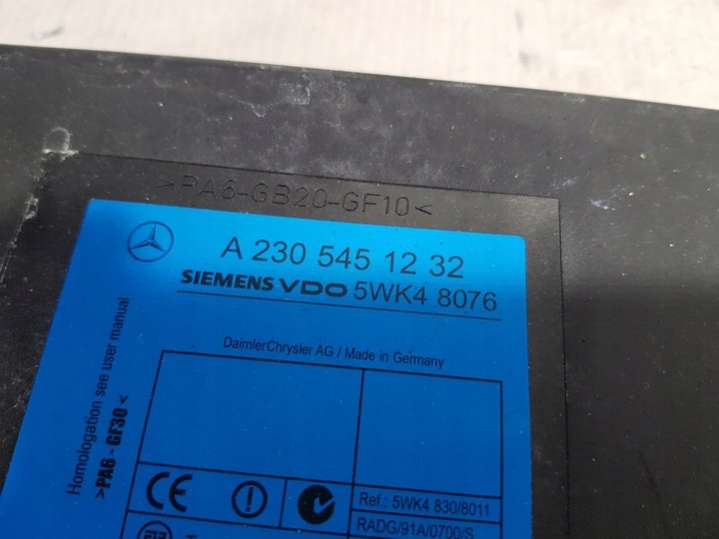 >PA6-GB20-GF10<
A 230 545 12 32
SIEMENS VDO 5WK4 8076
DaimlerChrysler AG / Made in Germany
Homologation see user manual
>PA6 - GF30 <
CE
Ref.: 5WK4 830/8011
RADG/91A/0700/S